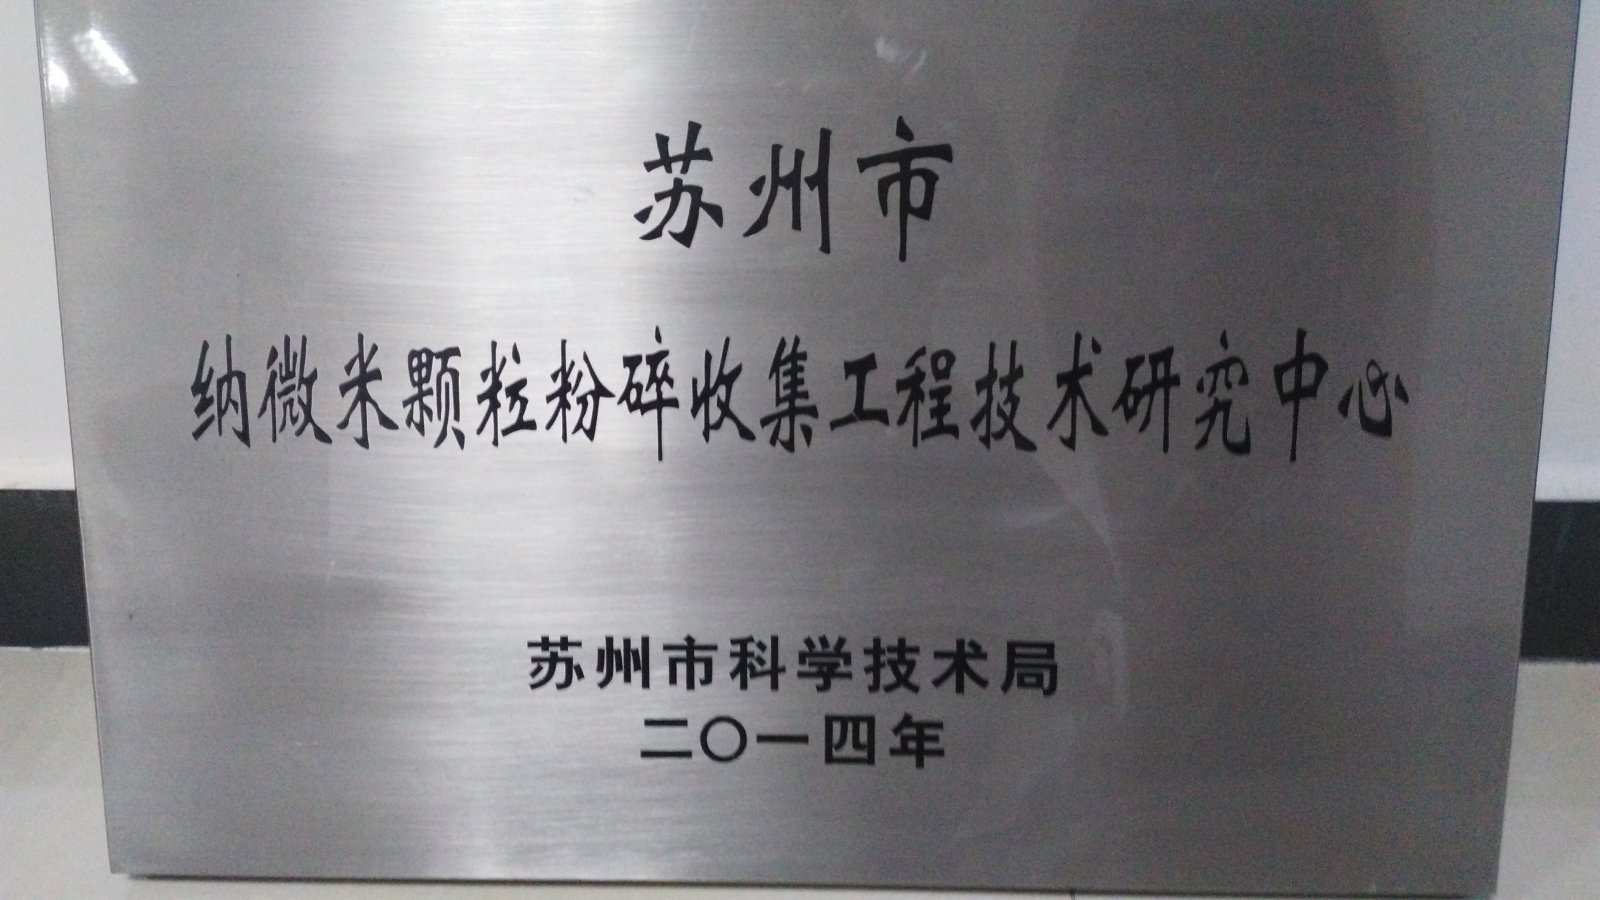 苏州市
纳微米颗粒粉碎收集工程技术研究中心
苏州市科学技术局
二〇一四年